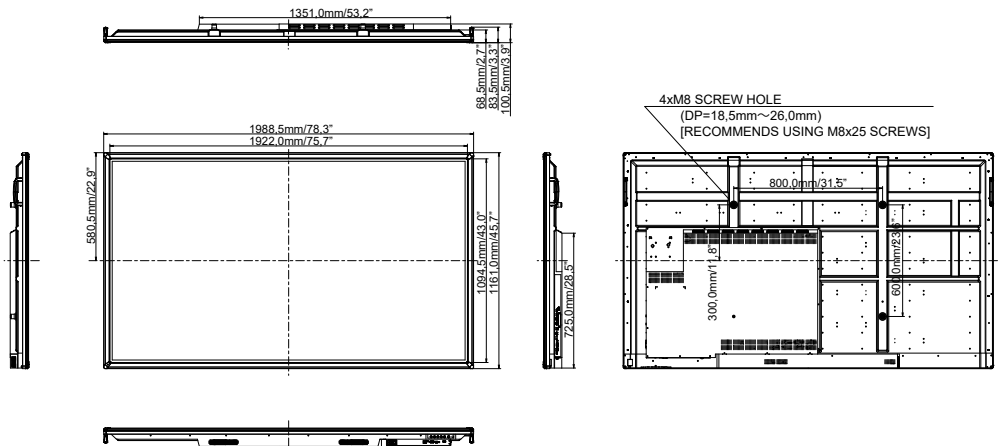 1351,0mm/53,2"
68,5mm/2,7"
83,5mm/3,3"
100,5mm/3,9"
4xM8 SCREW HOLE
(DP=18,5mm～26,0mm)
[RECOMMENDS USING M8x25 SCREWS]
1988,5mm/78,3"
1922,0mm/75,7"
580,5mm/22,9"
1094,5mm/43,0"
1161,0mm/45,7"
725,0mm/28,5"
800,0mm/31,5"
300,0mm/11,8"
600,0mm/23,6"